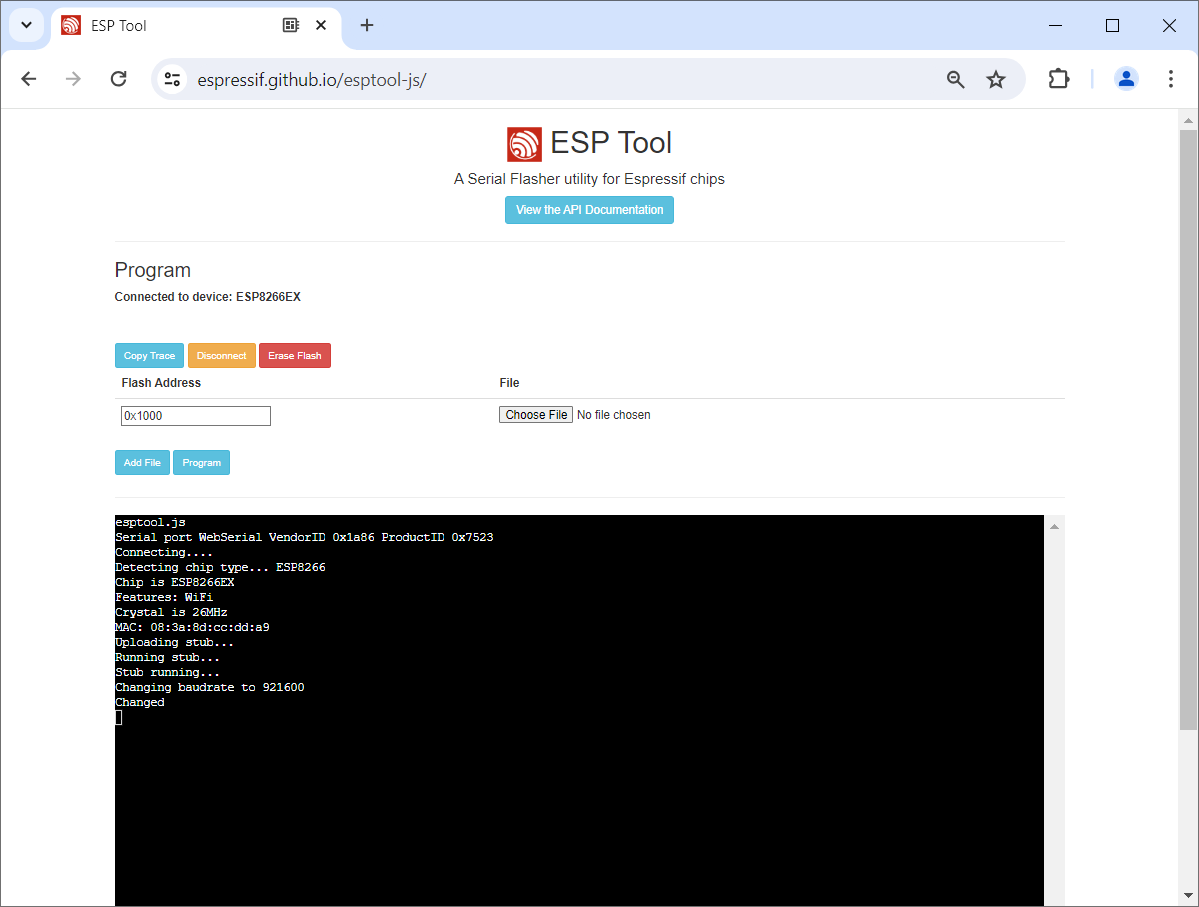 ESP Tool
espressif.github.io/esptool-js/
ESP Tool
A Serial Flasher utility for Espressif chips
View the API Documentation
Program
Connected to device: ESP8266EX
Copy Trace Disconnect Erase Flash
Flash Address File
0x1000 Choose File No file chosen
Add File Program
esptool.js
Serial port WebSerial VendorID 0x1a86 ProductID 0x7523
Connecting....
Detecting chip type... ESP8266
Chip is ESP8266EX
Features: WiFi
Crystal is 26MHz
MAC: 08:3a:8d:cc:dd:a9
Uploading stub...
Running stub...
Stub running...
Changing baudrate to 921600
Changed